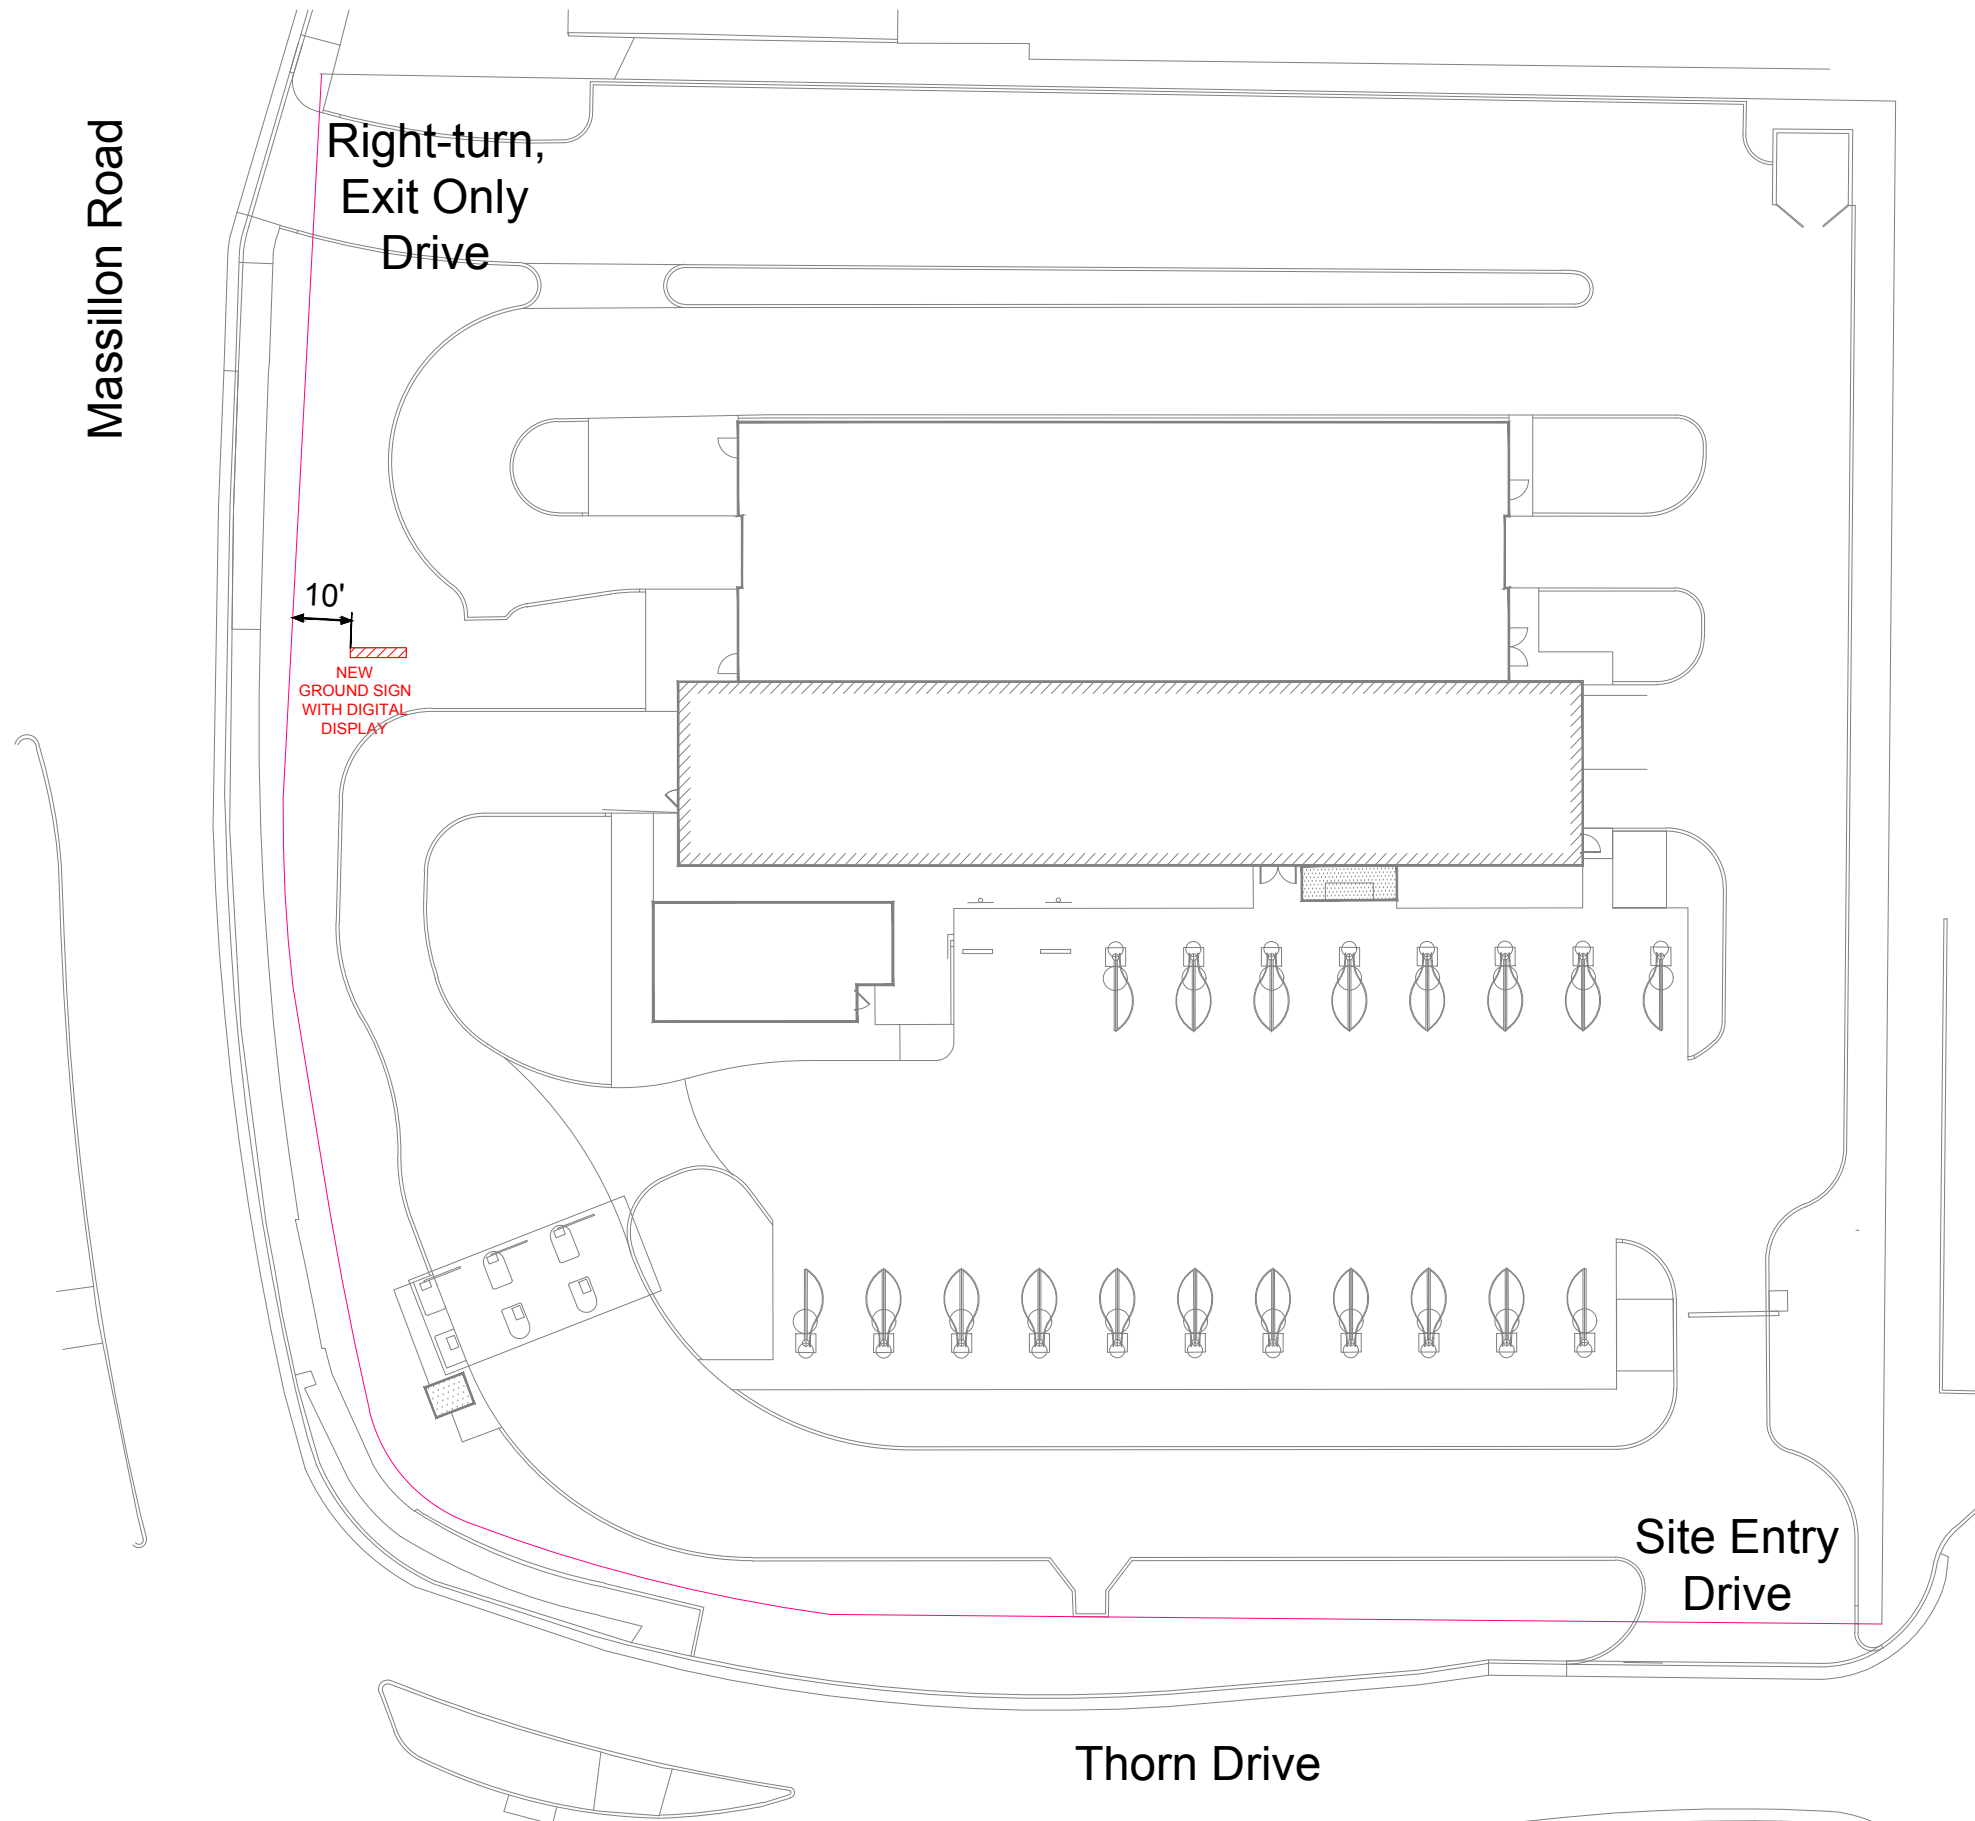 Massillon Road
Right-turn,
Exit Only
Drive
10'
NEW
GROUND SIGN
WITH DIGITAL
DISPLAY
Site Entry
Drive
Thorn Drive